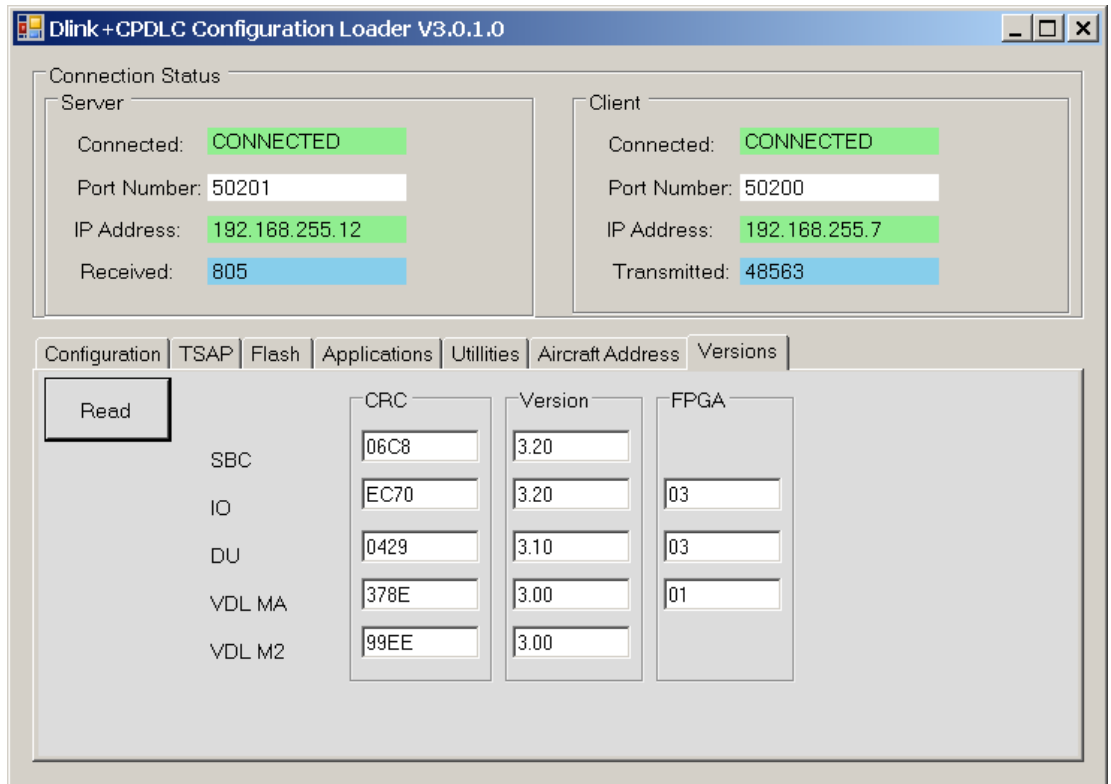 Dlink+CPDLC Configuration Loader V3.0.1.0
Connection Status
Server
Client
Connected: CONNECTED
Connected: CONNECTED
Port Number: 50201
Port Number: 50200
IP Address: 192.168.255.12
IP Address: 192.168.255.7
Received: 805
Transmitted: 48563
Configuration TSAP Flash Applications Utillities Aircraft Address Versions
Read
CRC Version FPGA
SBC 06C8 3.20
IO EC70 3.20 03
DU 0429 3.10 03
VDL MA 378E 3.00 01
VDL M2 99EE 3.00